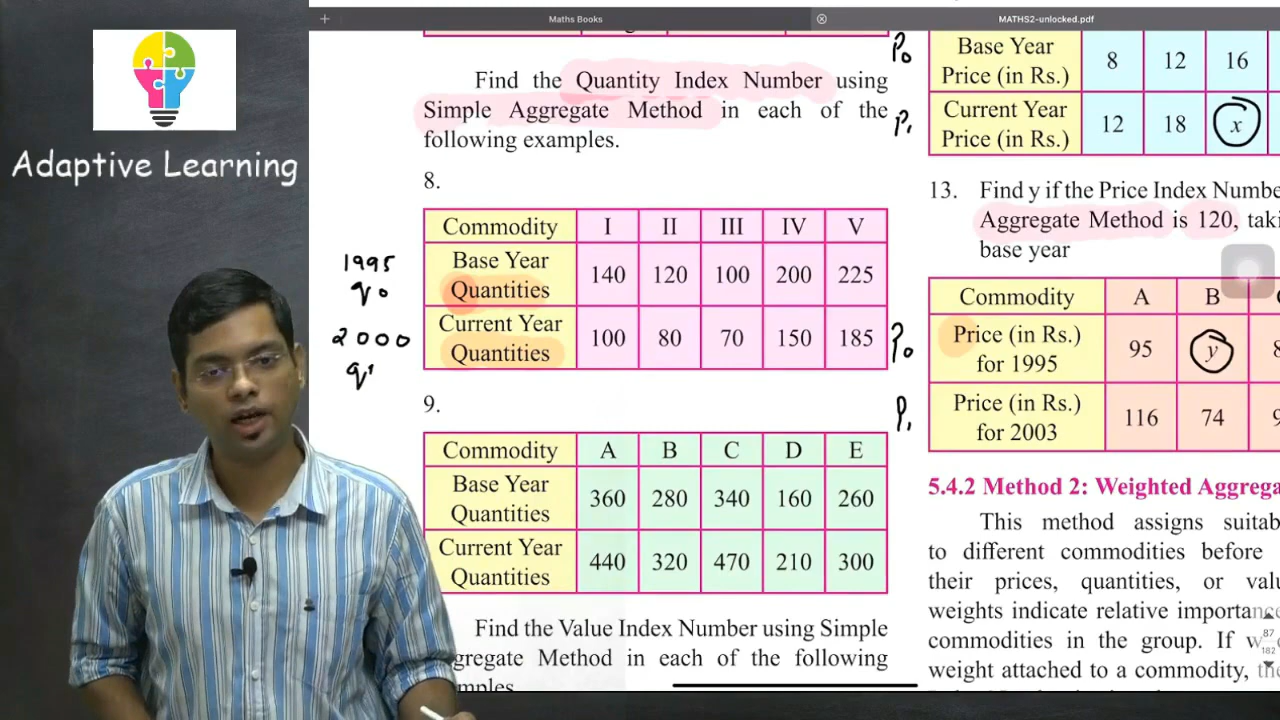 + Maths Books MATHS2-unlocked.pdf
Adaptive Learning
Find the Quantity Index Number using
Simple Aggregate Method in each of the
following examples.
8.
Commodity I II III IV V
Base Year
Quantities 140 120 100 200 225
Current Year
Quantities 100 80 70 150 185
1995
q0
2000
q1
9.
Commodity A B C D E
Base Year
Quantities 360 280 340 160 260
Current Year
Quantities 440 320 470 210 300
Find the Value Index Number using Simple
gregate Method in each of the following
mples
P0
Base Year
Price (in Rs.) 8 12 16
P1
Current Year
Price (in Rs.) 12 18 x
13. Find y if the Price Index Numbe
Aggregate Method is 120, taki
base year
Commodity A B
P0
Price (in Rs.)
for 1995 95 y 8
P1
Price (in Rs.)
for 2003 116 74 9
5.4.2 Method 2: Weighted Aggrega
This method assigns suitab
to different commodities before
their prices, quantities, or valu
weights indicate relative importanc
commodities in the group. If w
weight attached to a commodity, the
87
182